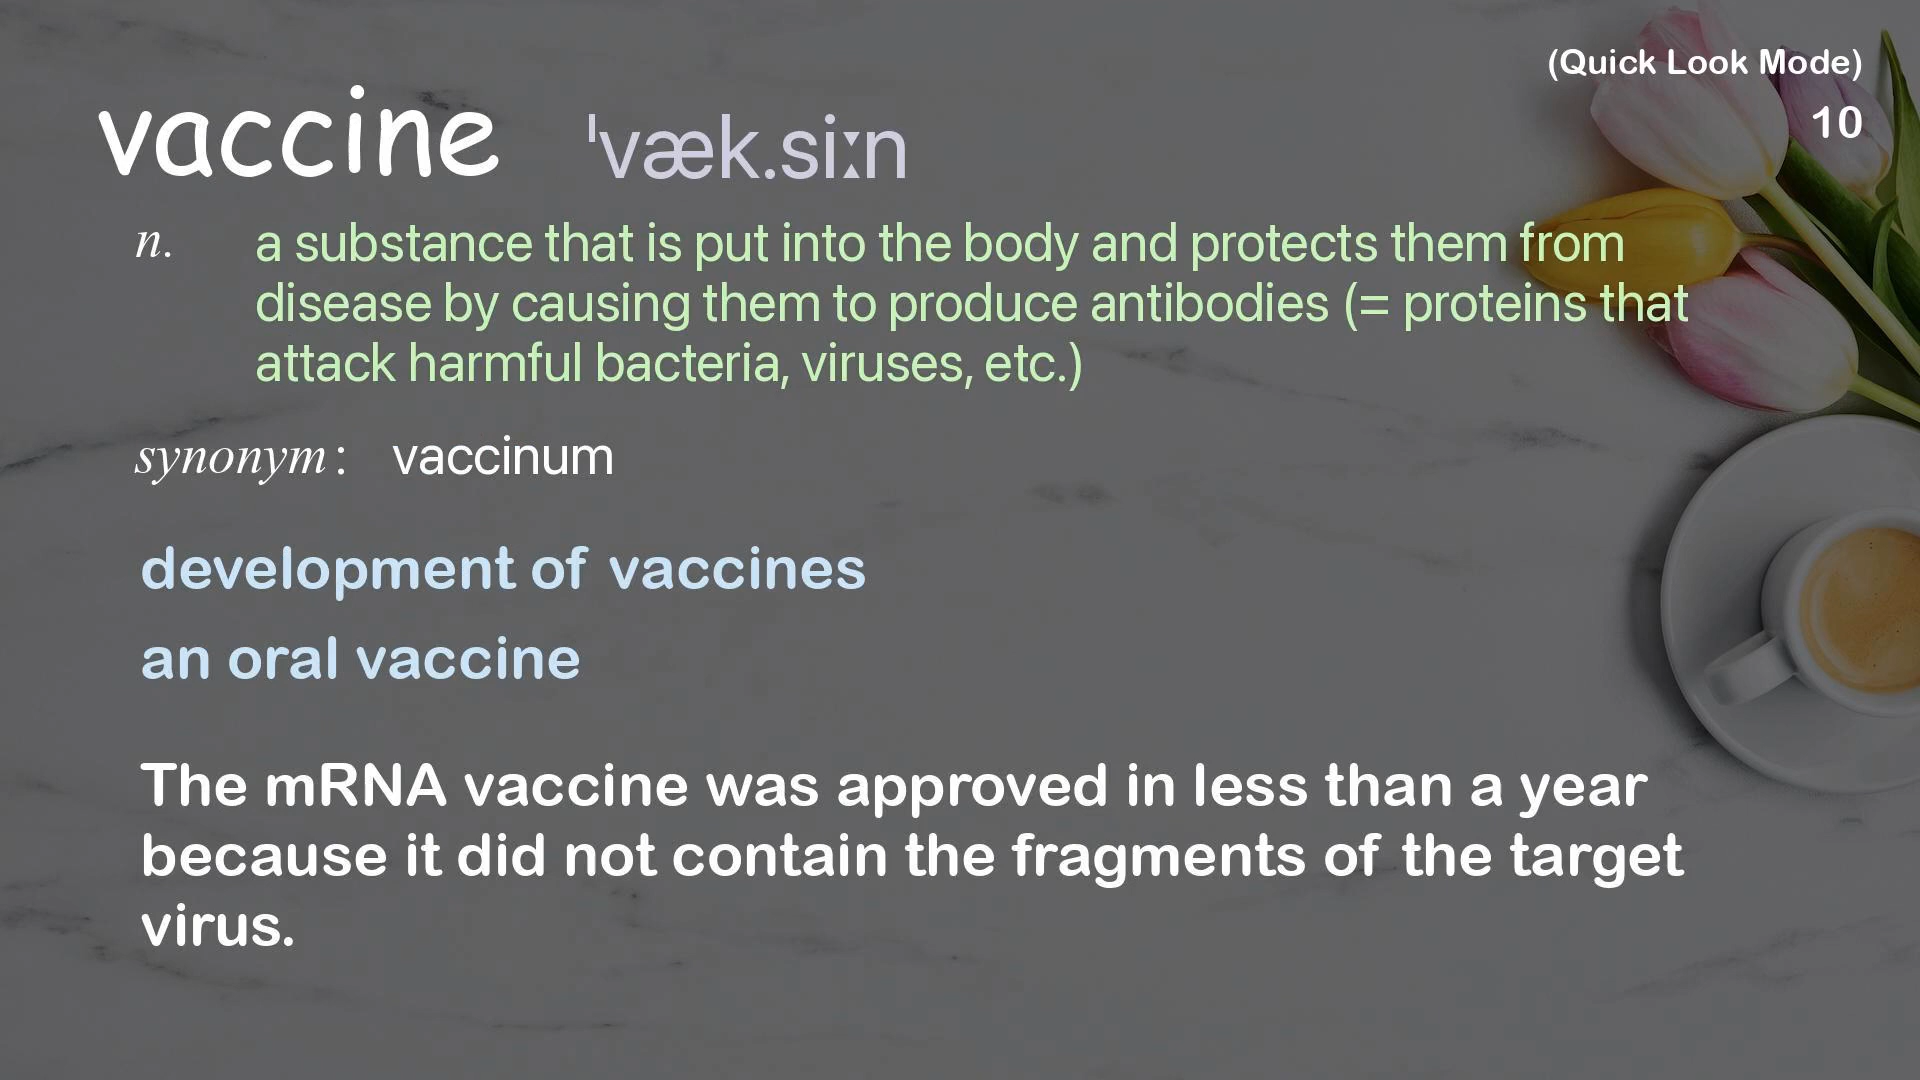 (Quick Look Mode)
10
vaccine ˈvæk.siːn
n. a substance that is put into the body and protects them from
disease by causing them to produce antibodies (= proteins that
attack harmful bacteria, viruses, etc.)
synonym: vaccinum
development of vaccines
an oral vaccine
The mRNA vaccine was approved in less than a year
because it did not contain the fragments of the target
virus.